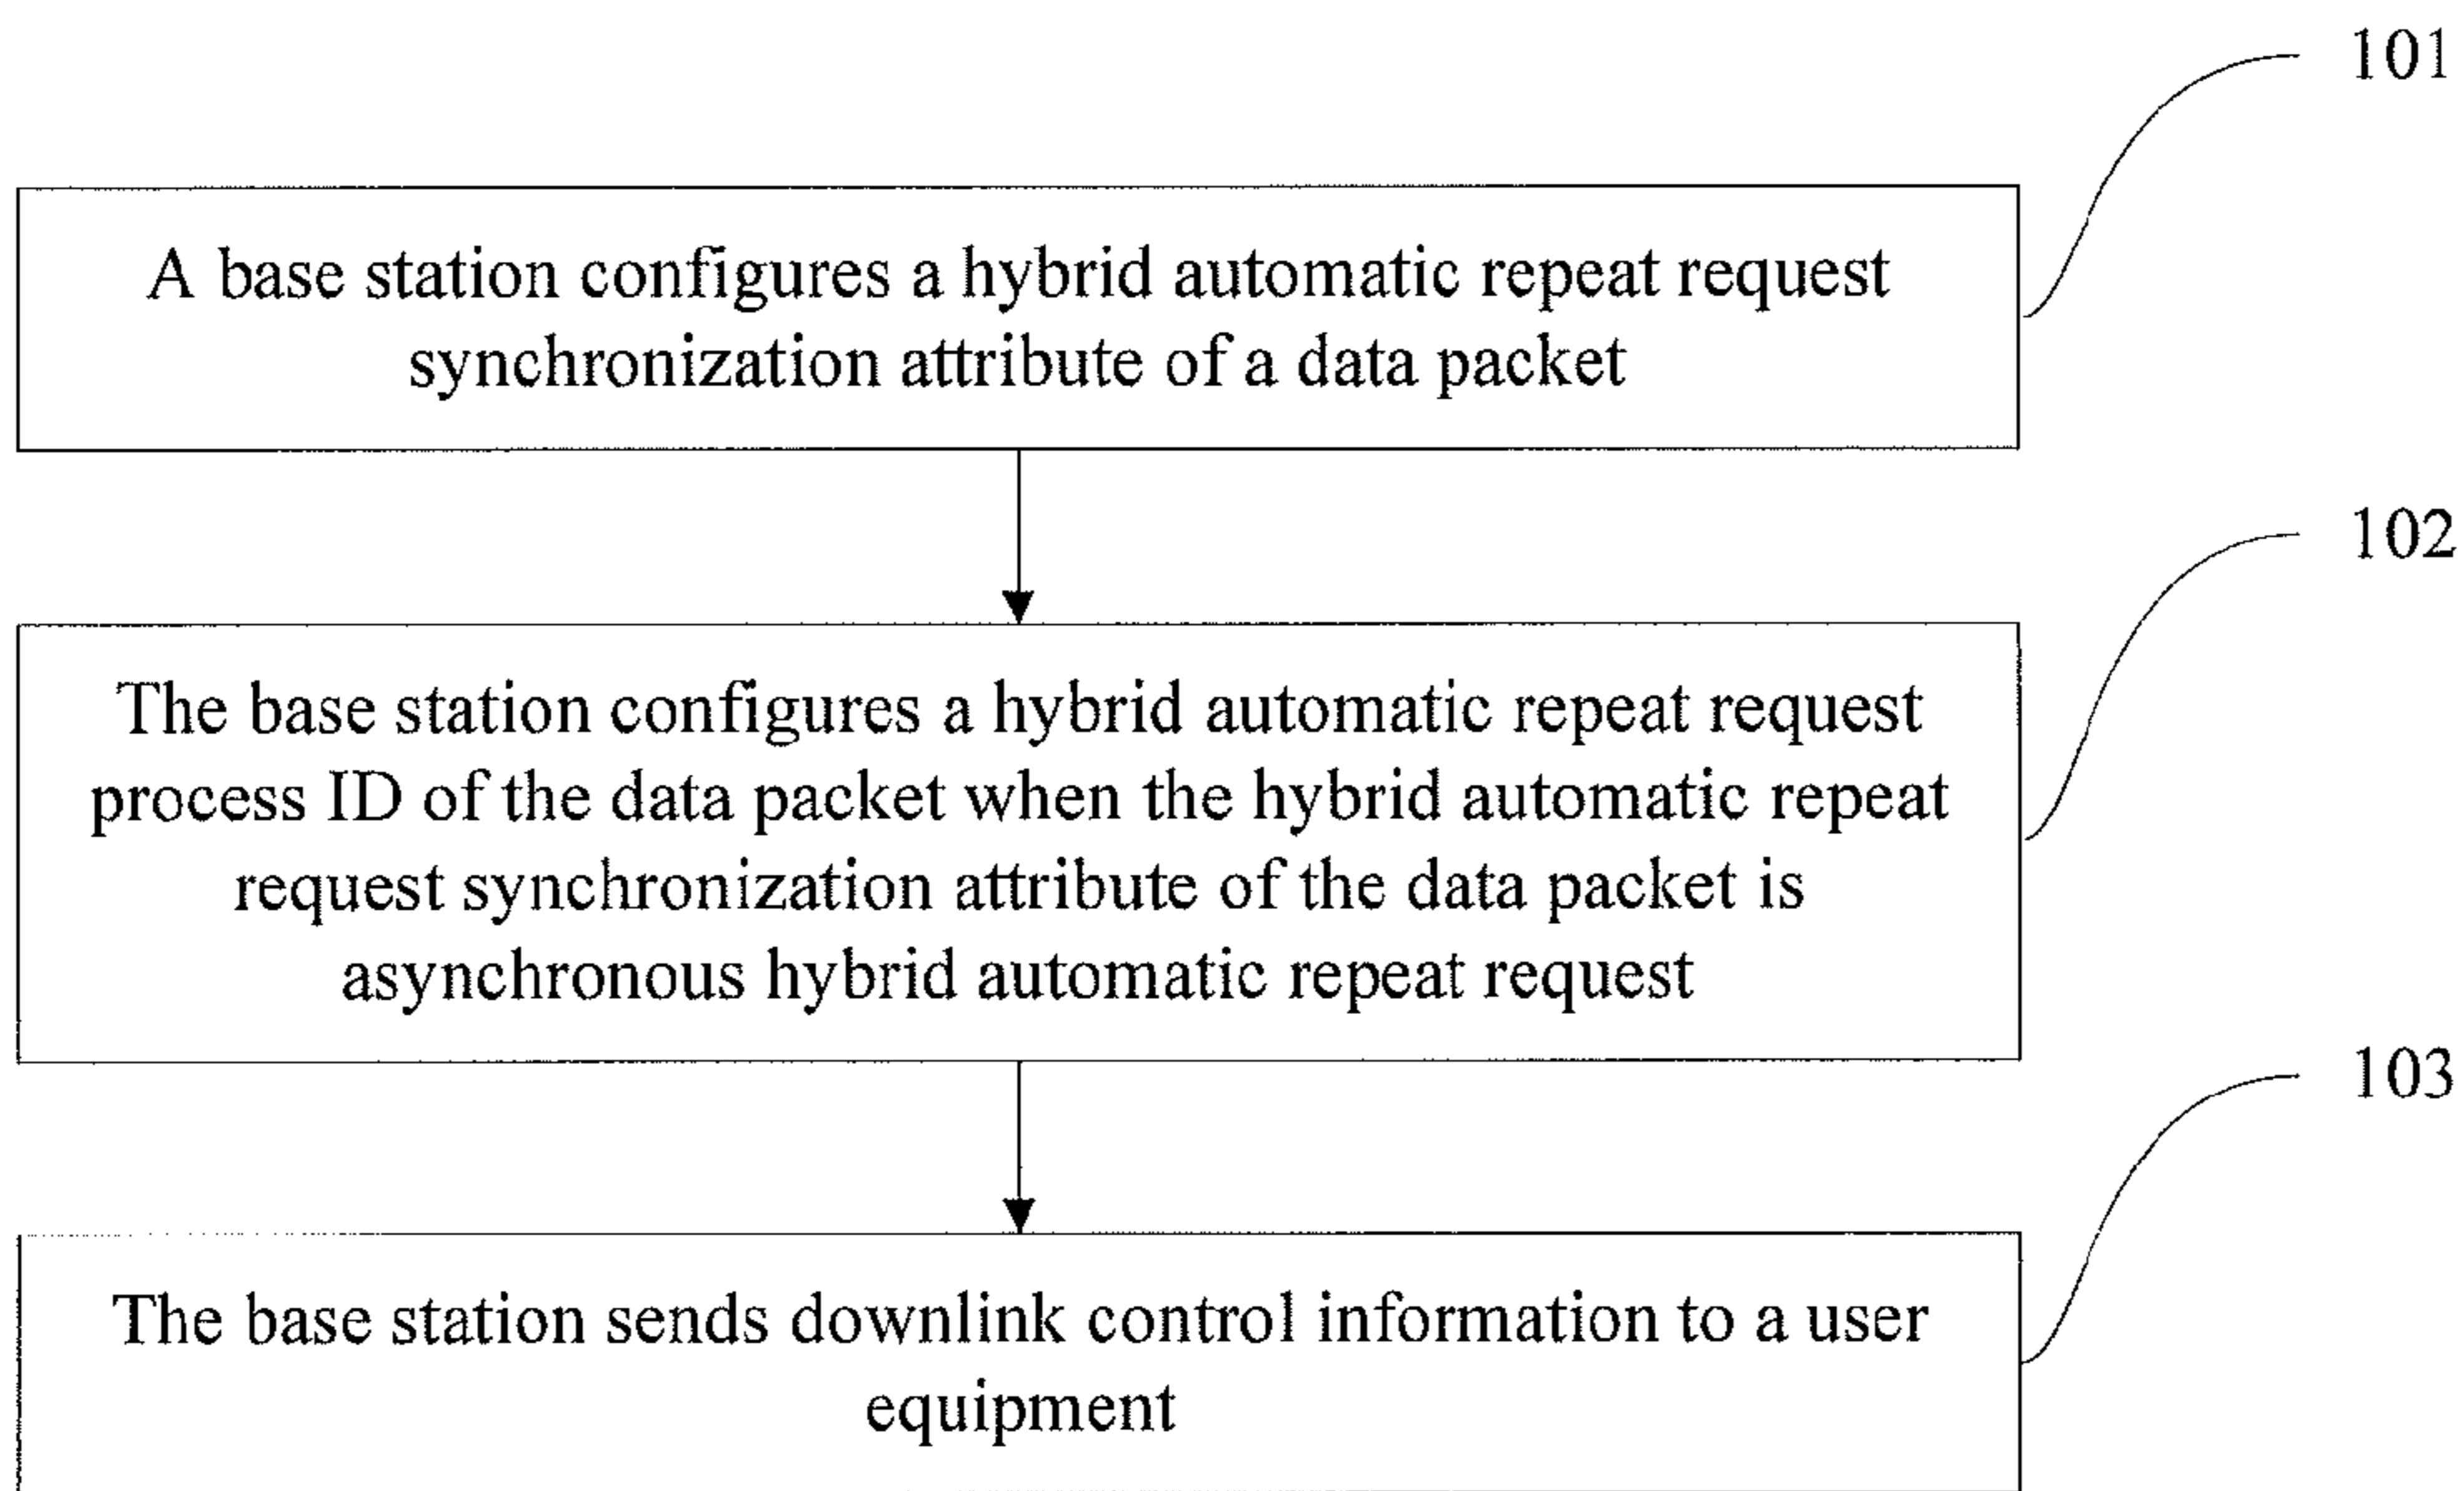 101
A base station configures a hybrid automatic repeat request
synchronization attribute of a data packet
102
The base station configures a hybrid automatic repeat request
process ID of the data packet when the hybrid automatic repeat
request synchronization attribute of the data packet is
asynchronous hybrid automatic repeat request
103
The base station sends downlink control information to a user
equipment